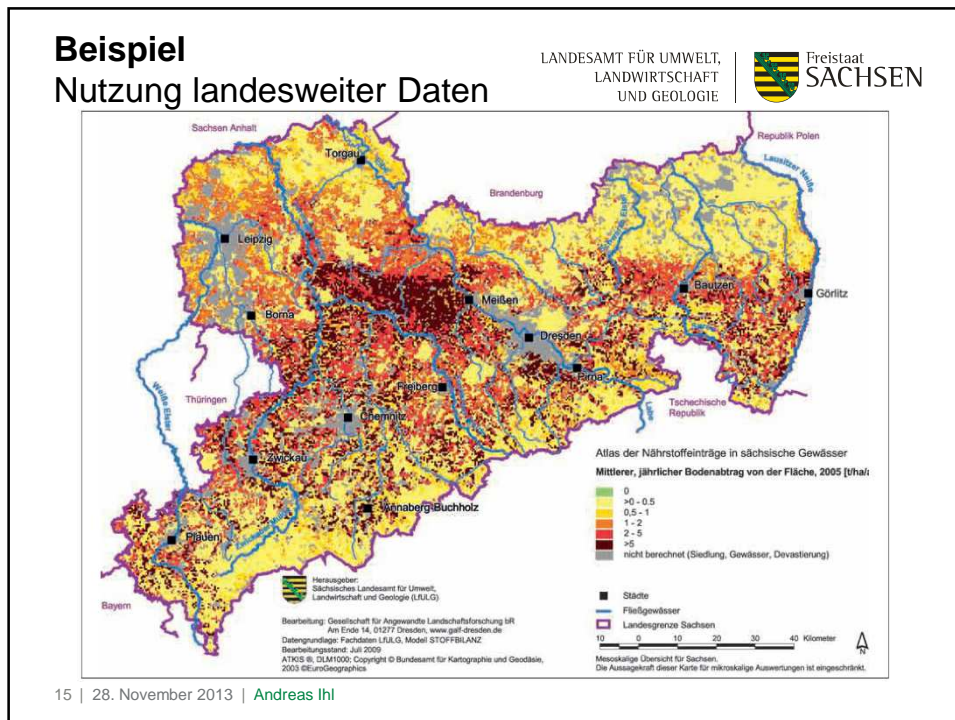 Beispiel
Nutzung landesweiter Daten
LANDESAMT FÜR UMWELT,
LANDWIRTSCHAFT
UND GEOLOGIE
Freistaat
SACHSEN
Sachsen Anhalt
Republik Polen
Torgau
Lausitzer Neiße
Brandenburg
Leipzig
Bautzen
Görlitz
Meißen
Borna
Dresden
Pirna
Freiberg
Weiße Elster
Thüringen
Tschechische
Republik
Elbe
Chemnitz
Zwickau
Annaberg-Buchholz
Plauen
Bayern
Atlas der Nährstoffeinträge in sächsische Gewässer
Mittlerer, jährlicher Bodenabtrag von der Fläche, 2005 [t/ha/a
0
>0 - 0.5
0,5 - 1
1 - 2
2 - 5
>5
nicht berechnet (Siedlung, Gewässer, Devastierung)
Herausgeber:
Sächsisches Landesamt für Umwelt,
Landwirtschaft und Geologie (LfULG)
Bearbeitung: Gesellschaft für Angewandte Landschaftsforschung bR
Am Ende 14, 01277 Dresden, www.galf-dresden.de
Datengrundlage: Fachdaten LfULG, Modell STOFFBILANZ
Bearbeitungsstand: Juli 2009
ATKIS ®, DLM1000; Copyright © Bundesamt für Kartographie und Geodäsie,
2003 ©EuroGeographics
Städte
Fließgewässer
Landesgrenze Sachsen
10 0 10 20 30 40 Kilometer
N
Mesoskalige Übersicht für Sachsen.
Die Aussagekraft dieser Karte für mikroskalige Auswertungen ist eingeschränkt.
15 | 28. November 2013 | Andreas Ihl